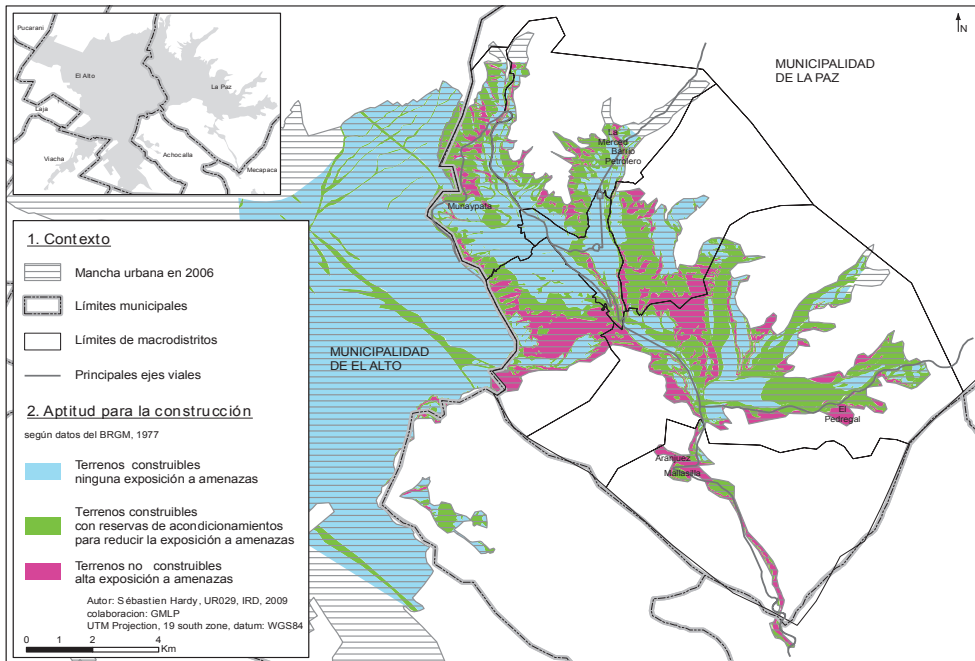 Pucarani
El Alto
La Paz
Laja
Viacha
Achocalla
Mecapaca
N
MUNICIPALIDAD
DE LA PAZ
La
Merced
Barrio
Petrolero
Munaypata
MUNICIPALIDAD
DE EL ALTO
El
Pedregal
Aranjuez
Mallasilla
1. Contexto
Mancha urbana en 2006
Límites municipales
Límites de macrodistritos
Principales ejes viales
2. Aptitud para la construcción
según datos del BRGM, 1977
Terrenos construibles
ninguna exposición a amenazas
Terrenos construibles
con reservas de acondicionamientos
para reducir la exposición a amenazas
Terrenos no construibles
alta exposición a amenazas
Autor: Sébastien Hardy, UR029, IRD, 2009
colaboracion: GMLP
UTM Projection, 19 south zone, datum: WGS84
0 1 2 4
Km